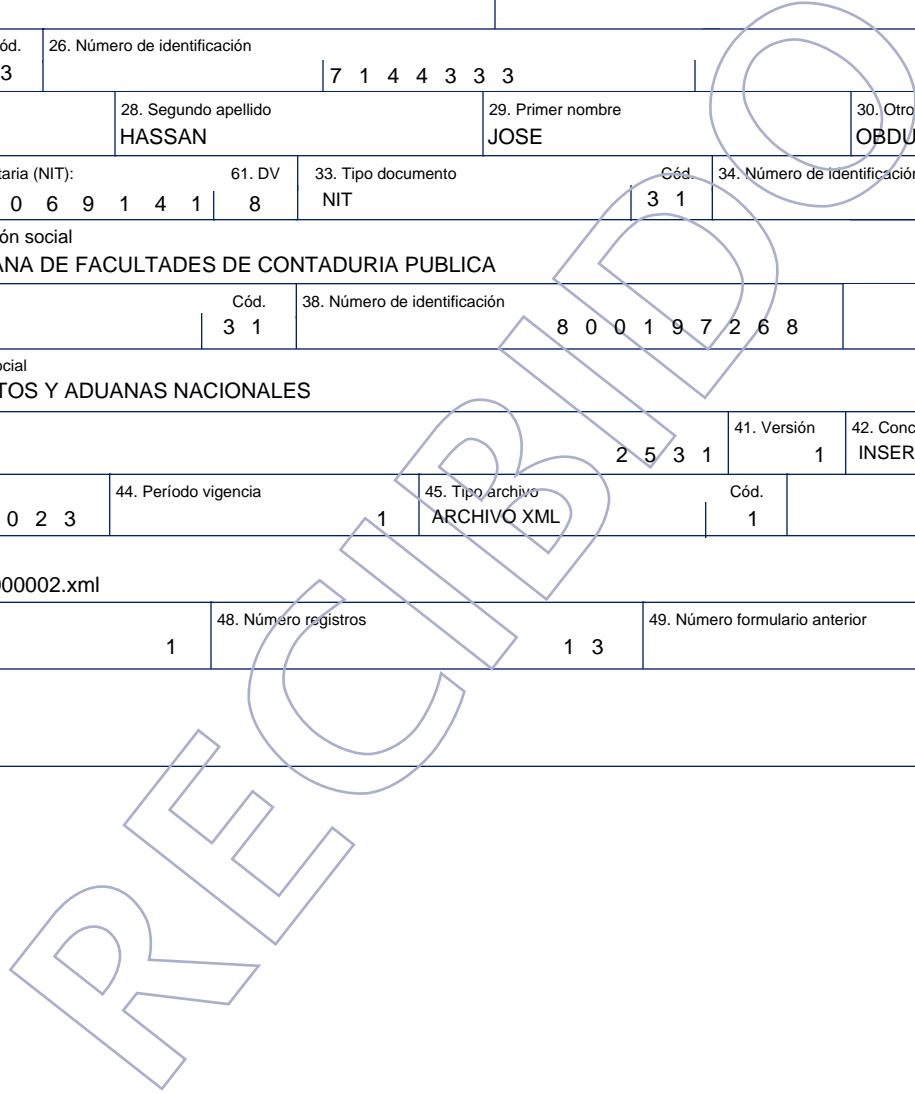 ód. 26. Número de identificación
3 7 1 4 4 3 3 3
28. Segundo apellido 29. Primer nombre 30. Otro
HASSAN JOSE OBDU
taria (NIT): 61. DV 33. Tipo documento Cód. 34. Número de identificación
0 6 9 1 4 1 8 NIT 3 1
ón social
ANA DE FACULTADES DE CONTADURIA PUBLICA
Cód. 38. Número de identificación
3 1 8 0 0 1 9 7 2 6 8
ocial
TOS Y ADUANAS NACIONALES
41. Versión 42. Conc
2 5 3 1 1 INSER
44. Período vigencia 45. Tipo archivo Cód.
0 2 3 1 ARCHIVO XML 1
000002.xml
48. Número registros 49. Número formulario anterior
1 1 3
RECIBIDO